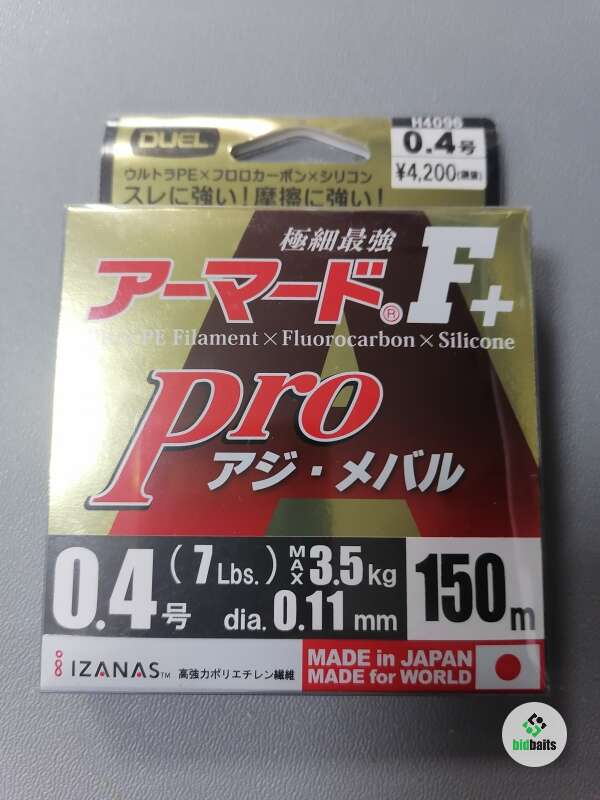 DUEL
H4096
0.4号
¥4,200(税抜)
ウルトラPE×フロロカーボン×シリコン
スレに強い!摩擦に強い!
極細最強
アーマード® F+
PE Filament×Fluorocarbon×Silicone
Pro
アジ・メバル
0.4号 (7Lbs.) MAX 3.5kg
dia. 0.11mm
150m
IZANAS™ 高強力ポリエチレン繊維
MADE in JAPAN
MADE for WORLD
bidbaits